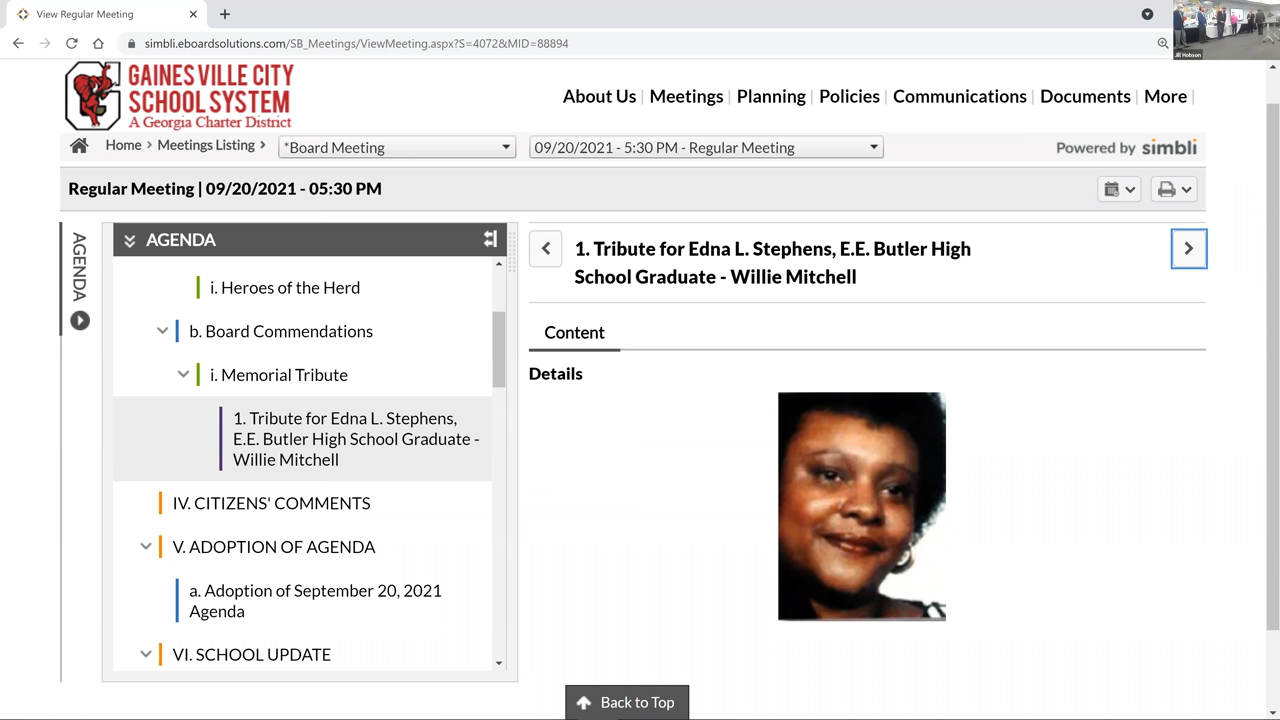 View Regular Meeting
simbli.eboardsolutions.com/SB_Meetings/ViewMeeting.aspx?S=4072&MID=88894
Jill Hobson
GAINESVILLE CITY
SCHOOL SYSTEM
A Georgia Charter District
About Us | Meetings | Planning | Policies | Communications | Documents | More |
Home > Meetings Listing > *Board Meeting 09/20/2021 - 5:30 PM - Regular Meeting Powered by simbli
Regular Meeting | 09/20/2021 - 05:30 PM
AGENDA
AGENDA
i. Heroes of the Herd
b. Board Commendations
i. Memorial Tribute
1. Tribute for Edna L. Stephens,
E.E. Butler High School Graduate -
Willie Mitchell
IV. CITIZENS' COMMENTS
V. ADOPTION OF AGENDA
a. Adoption of September 20, 2021
Agenda
VI. SCHOOL UPDATE
1. Tribute for Edna L. Stephens, E.E. Butler High
School Graduate - Willie Mitchell
Content
Details
Back to Top